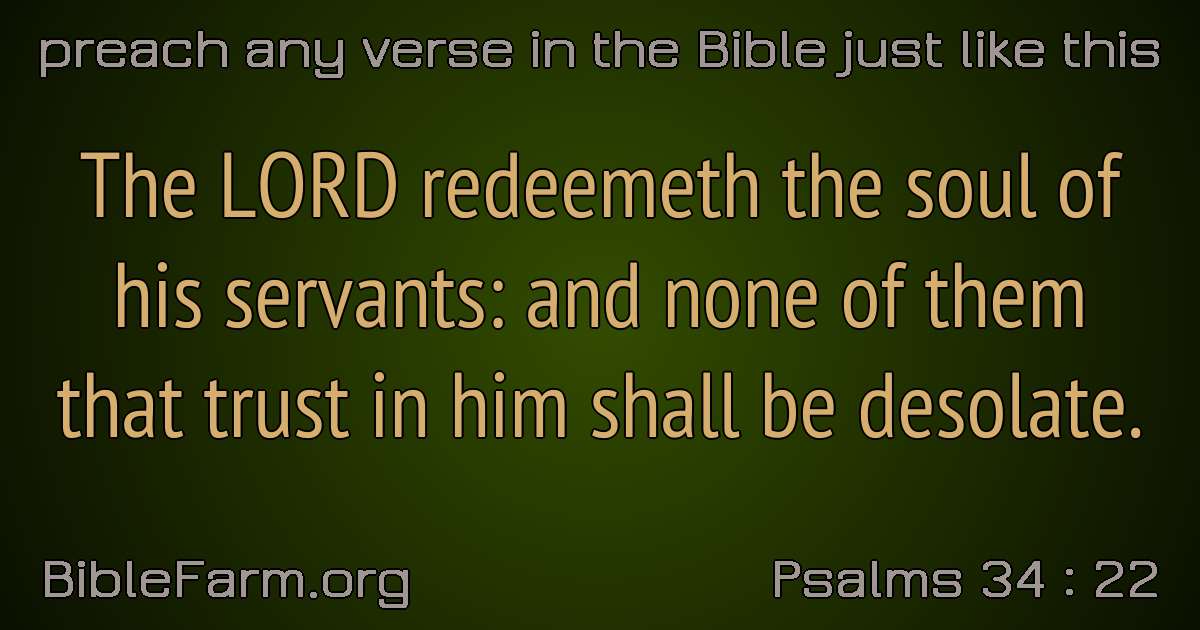 preach any verse in the Bible just like this
The LORD redeemeth the soul of
his servants: and none of them
that trust in him shall be desolate.
BibleFarm.org
Psalms 34 : 22